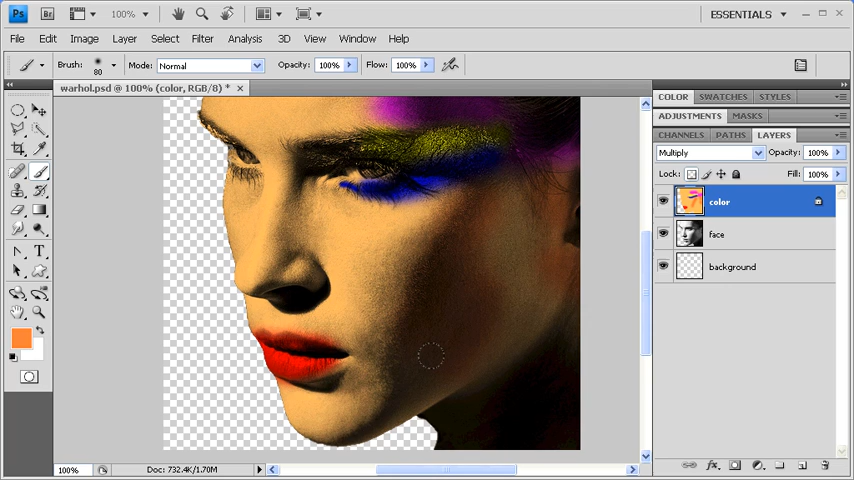 Ps Br 100% ESSENTIALS
File Edit Image Layer Select Filter Analysis 3D View Window Help
Brush: 80 Mode: Normal Opacity: 100% Flow: 100%
warhol.psd @ 100% (color, RGB/8) *
COLOR SWATCHES STYLES
ADJUSTMENTS MASKS
CHANNELS PATHS LAYERS
Multiply Opacity: 100%
Lock: Fill: 100%
color
face
background
T
100% Doc: 732.4K/1.70M
fx